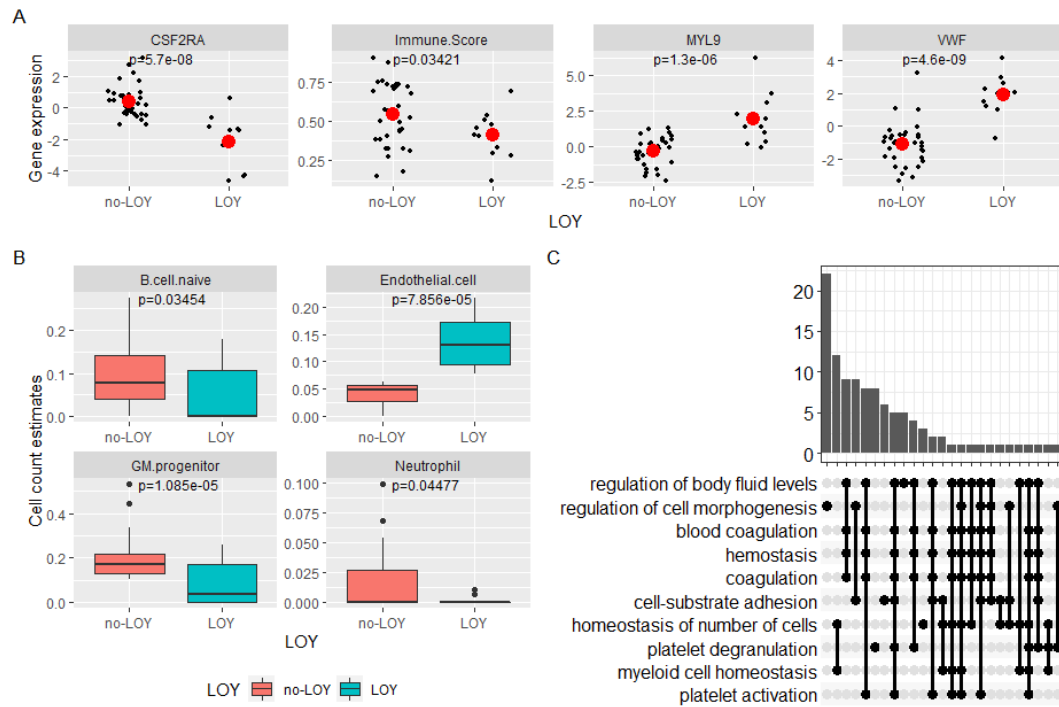 A
CSF2RA
p=5.7e-08
Immune.Score
p=0.03421
MYL9
p=1.3e-06
VWF
p=4.6e-09
Gene expression
2
0
-2
-4
0.75
0.50
0.25
5.0
2.5
0.0
-2.5
4
2
0
-2
no-LOY LOY
no-LOY LOY
no-LOY LOY
no-LOY LOY
LOY
B
B.cell.naive
p=0.03454
Endothelial.cell
p=7.856e-05
Cell count estimates
0.2
0.1
0.0
0.20
0.15
0.10
0.05
0.00
no-LOY LOY
no-LOY LOY
GM.progenitor
p=1.085e-05
Neutrophil
p=0.04477
0.4
0.2
0.0
0.100
0.075
0.050
0.025
0.000
no-LOY LOY
no-LOY LOY
LOY
LOY no-LOY LOY
C
20
15
10
5
0
regulation of body fluid levels
regulation of cell morphogenesis
blood coagulation
hemostasis
coagulation
cell-substrate adhesion
homeostasis of number of cells
platelet degranulation
myeloid cell homeostasis
platelet activation